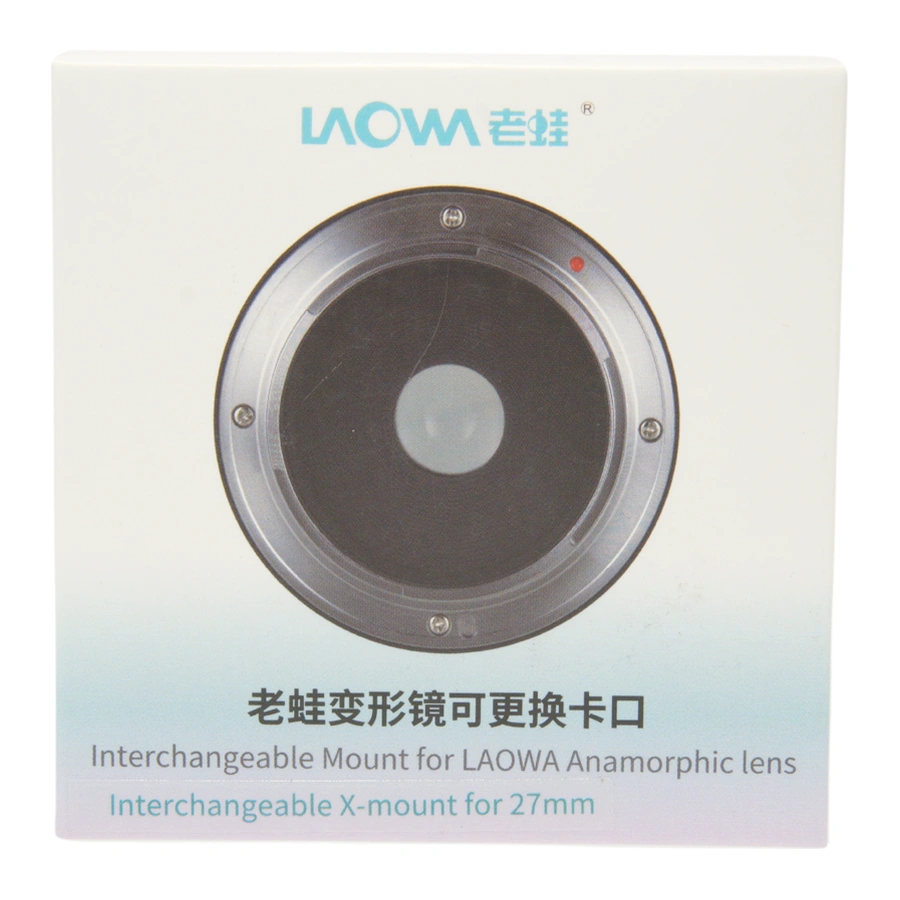 LAOWA 老蛙®
老蛙变形镜可更换卡口
Interchangeable Mount for LAOWA Anamorphic lens
Interchangeable X-mount for 27mm